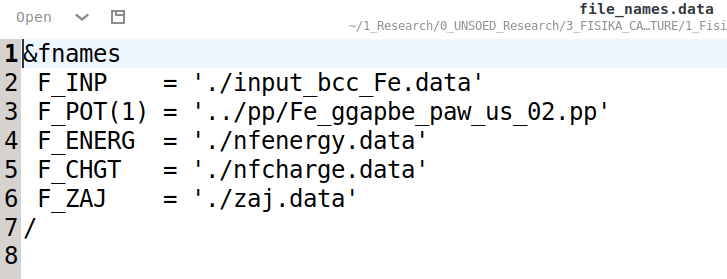 Open
file_names.data
~/1_Research/0_UNSOED_Research/3_FISIKA_CA…TURE/1_Fisi
1 &fnames
2  F_INP    = './input_bcc_Fe.data'
3  F_POT(1) = '../pp/Fe_ggapbe_paw_us_02.pp'
4  F_ENERG  = './nfenergy.data'
5  F_CHGT   = './nfcharge.data'
6  F_ZAJ    = './zaj.data'
7 /
8